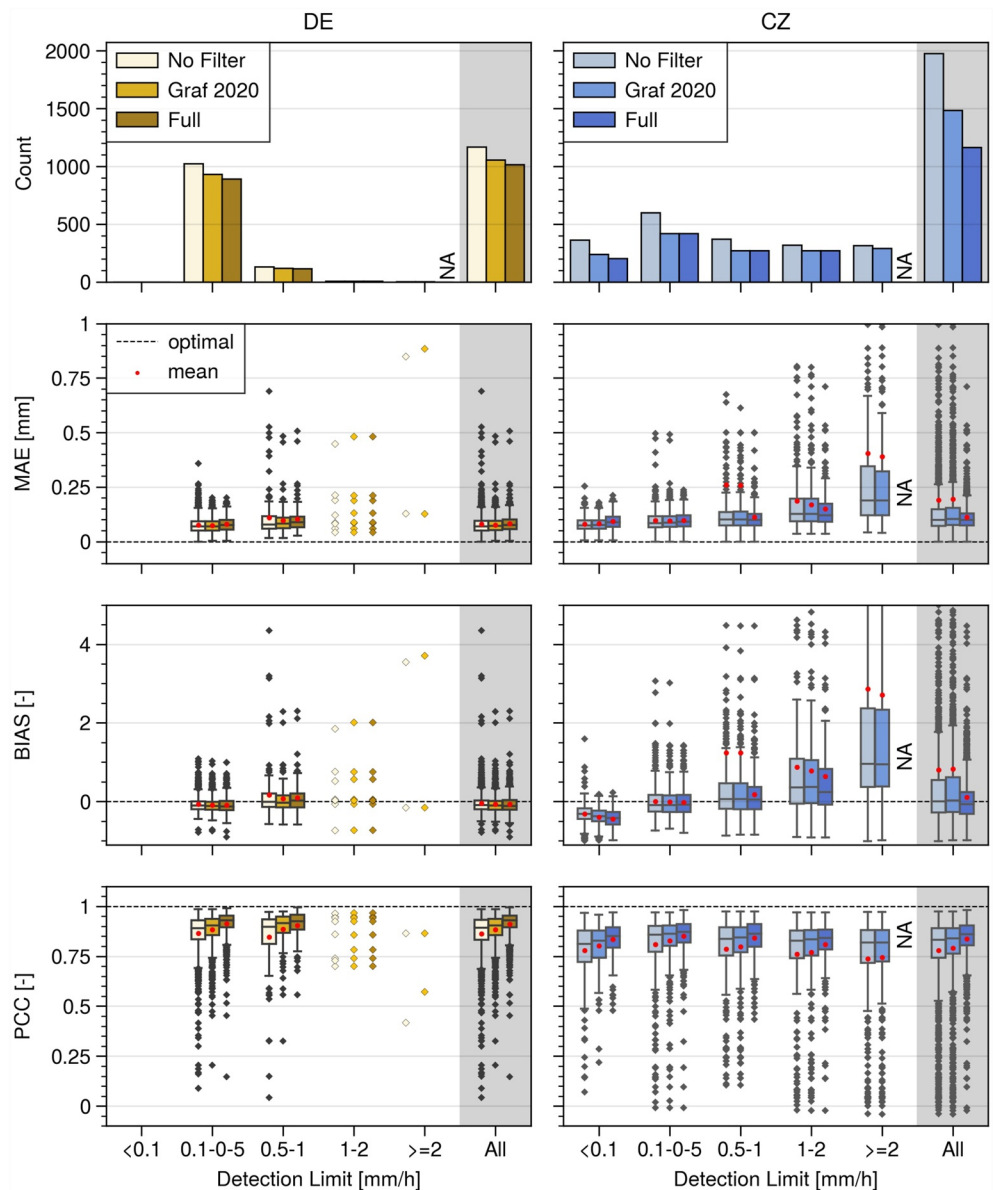 DE
CZ
No Filter
Graf 2020
Full
No Filter
Graf 2020
Full
Count
2000
1500
1000
500
0
NA
NA
optimal
mean
MAE [mm]
1
0.75
0.5
0.25
0
NA
BIAS [-]
4
2
0
NA
PCC [-]
1
0.75
0.5
0.25
0
NA
<0.1
0.1-0-5
0.5-1
1-2
>=2
All
<0.1
0.1-0-5
0.5-1
1-2
>=2
All
Detection Limit [mm/h]
Detection Limit [mm/h]